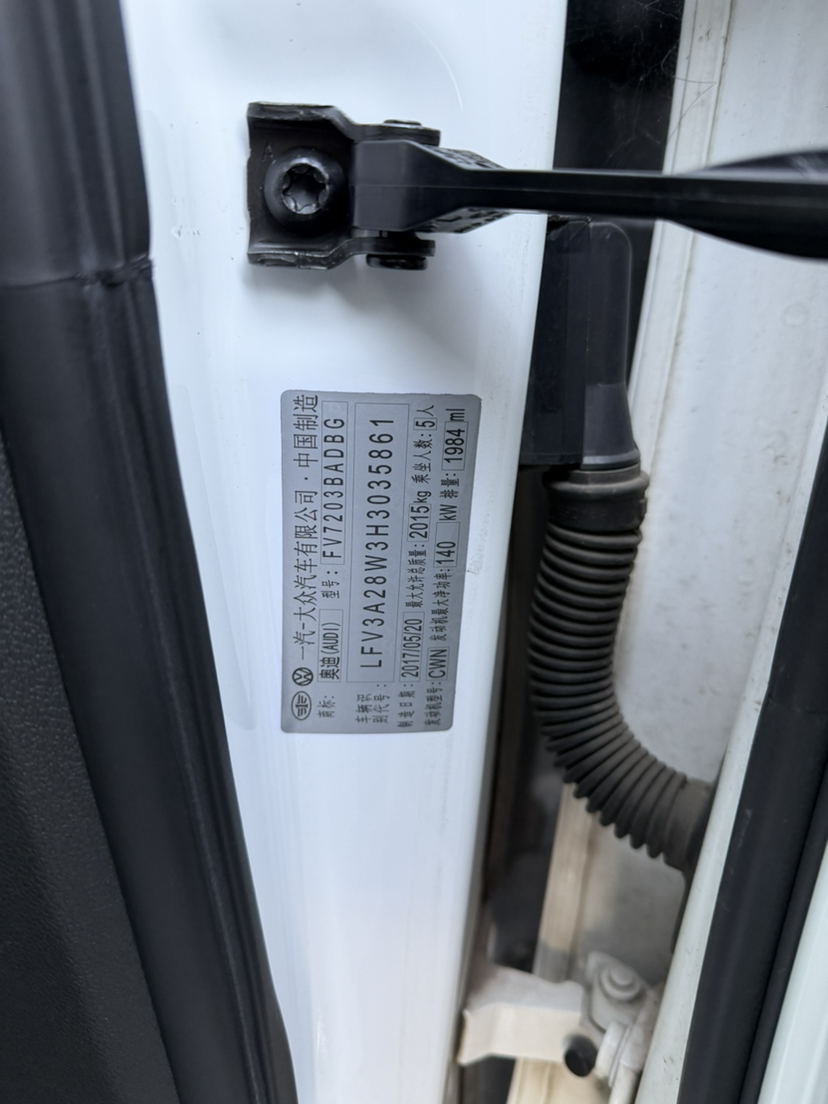 一汽-大众汽车有限公司·中国制造
商标: 奥迪(AUDI) 型号: FV7203BADBG
车辆识别代号: LFV3A28W3H3035861
制造日期: 2017/05/20 最大允许总质量: 2015kg 乘坐人数: 5人
发动机型号: CWN 发动机最大净功率: 140 kW 排量: 1984 ml